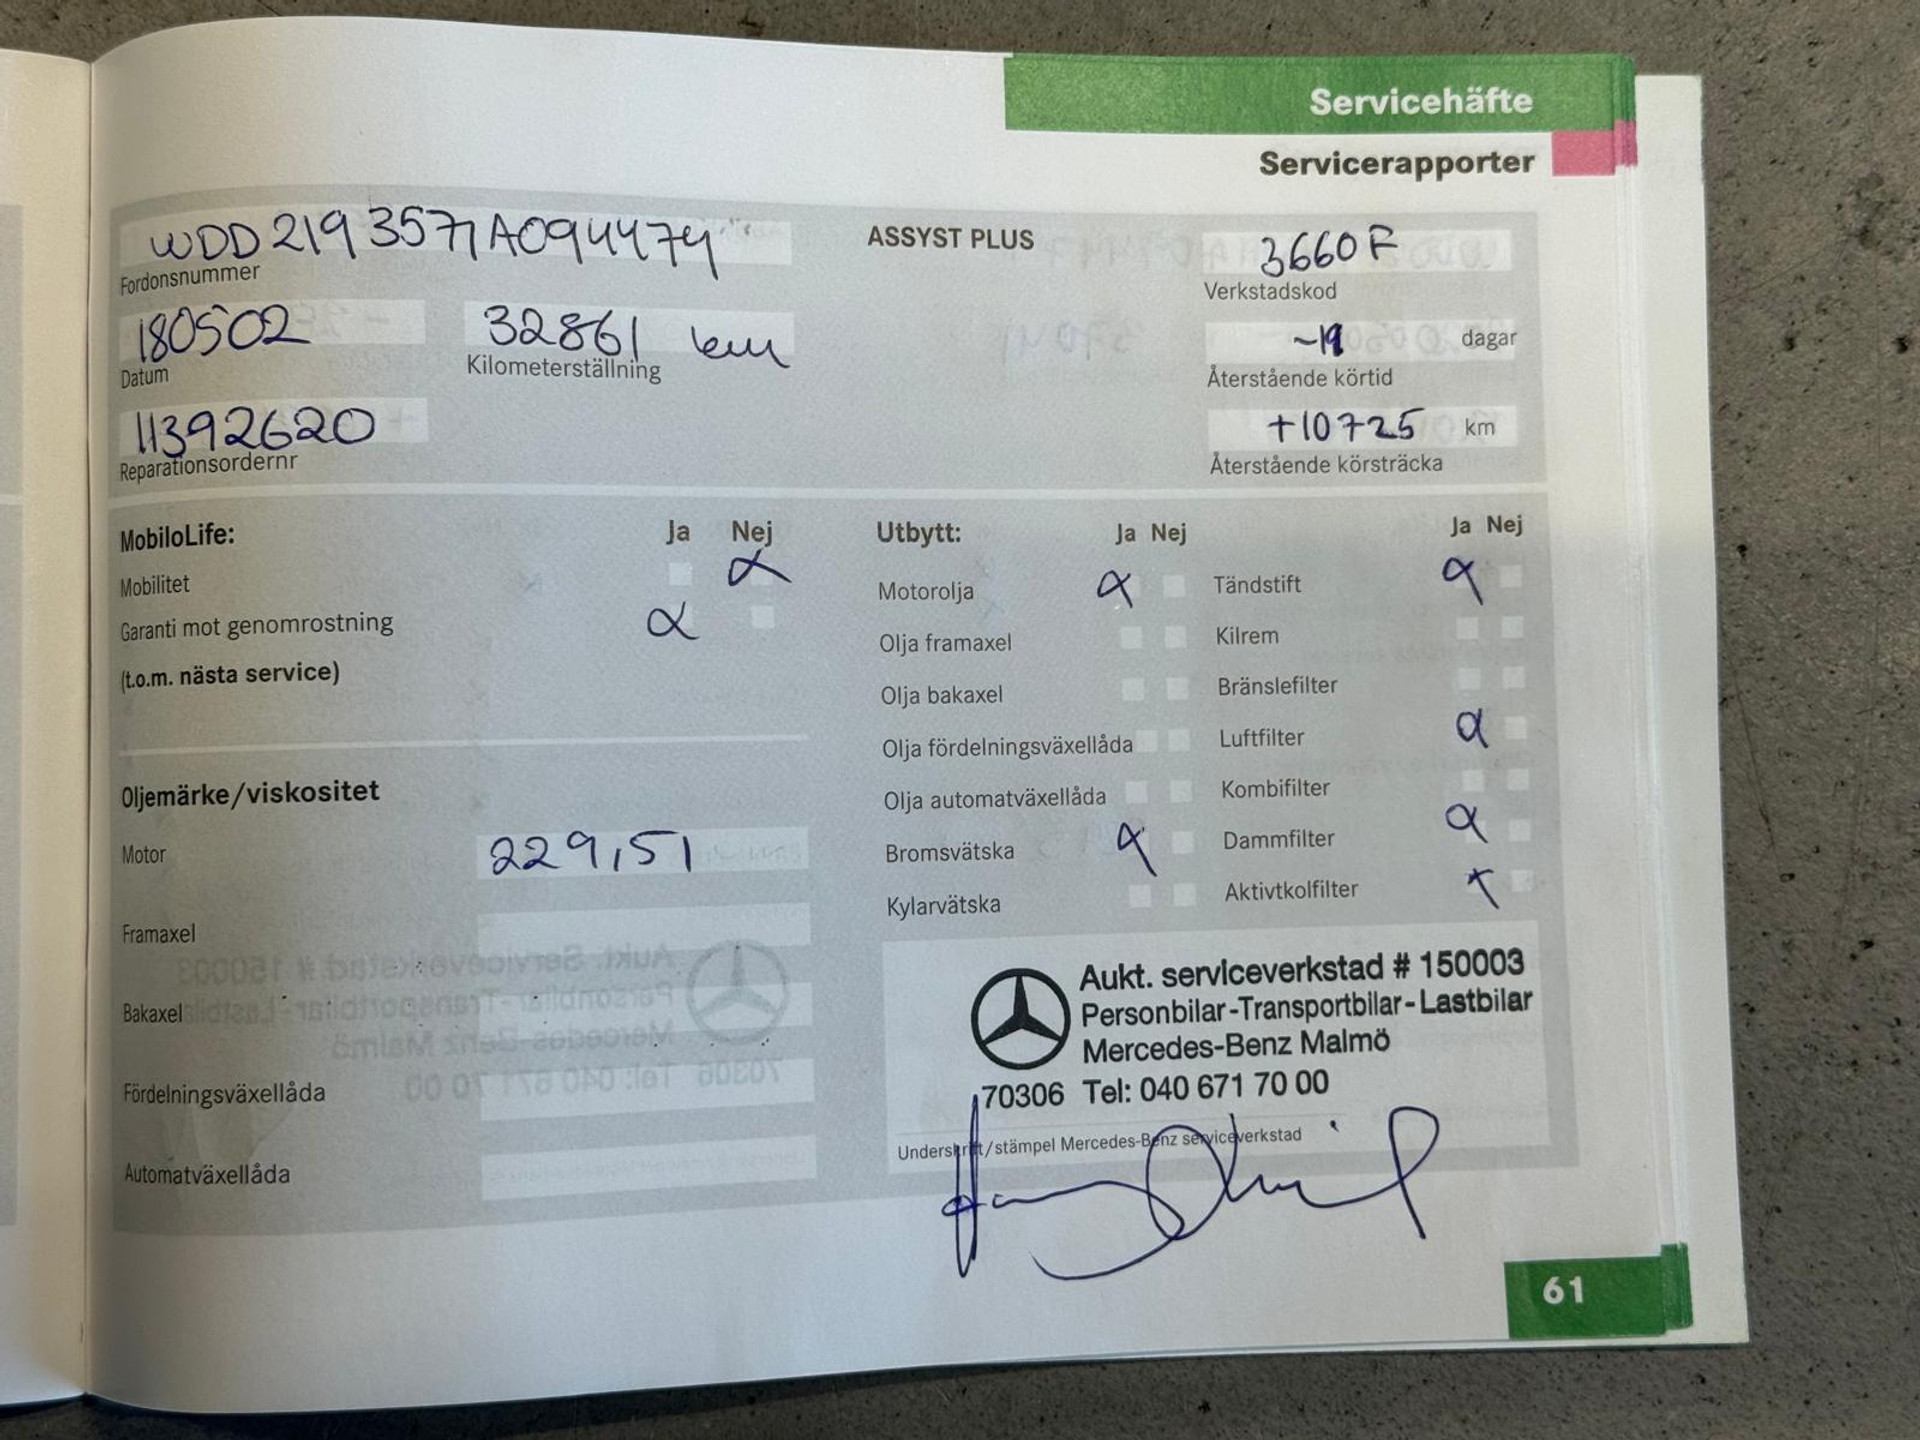 Servicehäfte
Servicerapporter
WDD2193571A094474
Fordonsnummer
ASSYST PLUS
3660F
Verkstadskod
180502
Datum
32861 km
Kilometerställning
-19 dagar
Återstående körtid
11392620
Reparationsordernr
+10725 km
Återstående körsträcka
MobiloLife: Ja Nej
Mobilitet
Garanti mot genomrostning
(t.o.m. nästa service)
Oljemärke/viskositet
Motor 229,51
Framaxel
Bakaxel
Fördelningsväxellåda
Automatväxellåda
Utbytt: Ja Nej
Motorolja
Olja framaxel
Olja bakaxel
Olja fördelningsväxellåda
Olja automatväxellåda
Bromsvätska
Kylarvätska
Ja Nej
Tändstift
Kilrem
Bränslefilter
Luftfilter
Kombifilter
Dammfilter
Aktivtkolfilter
Aukt. serviceverkstad # 150003
Personbilar-Transportbilar-Lastbilar
Mercedes-Benz Malmö
70306 Tel: 040 671 70 00
Underskrift/stämpel Mercedes-Benz serviceverkstad
61